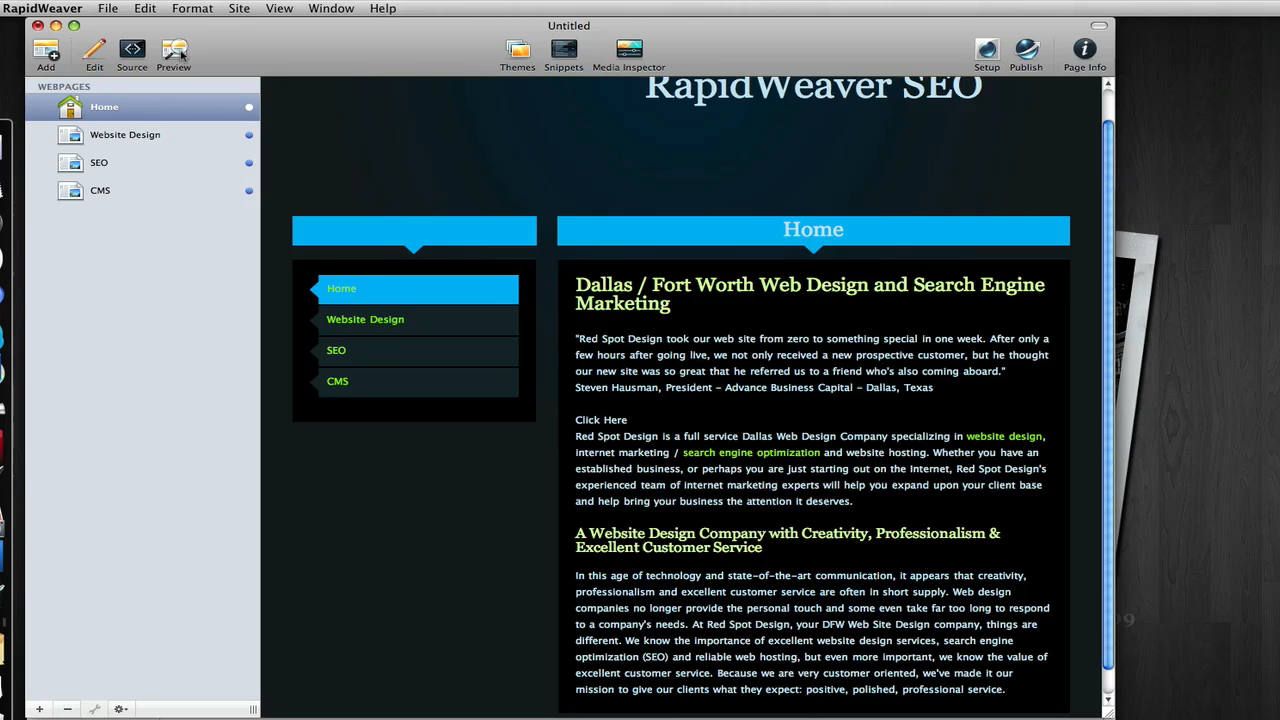 RapidWeaver File Edit Format Site View Window Help
Untitled
Add Edit Source Preview Themes Snippets Media Inspector Setup Publish Page Info
WEBPAGES
Home
Website Design
SEO
CMS
RapidWeaver SEO
Home
Home
Website Design
SEO
CMS
Dallas / Fort Worth Web Design and Search Engine
Marketing
"Red Spot Design took our web site from zero to something special in one week. After only a
few hours after going live, we not only received a new prospective customer, but he thought
our new site was so great that he referred us to a friend who's also coming aboard."
Steven Hausman, President - Advance Business Capital - Dallas, Texas
Click Here
Red Spot Design is a full service Dallas Web Design Company specializing in website design,
internet marketing / search engine optimization and website hosting. Whether you have an
established business, or perhaps you are just starting out on the Internet, Red Spot Design's
experienced team of internet marketing experts will help you expand upon your client base
and help bring your business the attention it deserves.
A Website Design Company with Creativity, Professionalism &
Excellent Customer Service
In this age of technology and state-of-the-art communication, it appears that creativity,
professionalism and excellent customer service are often in short supply. Web design
companies no longer provide the personal touch and some even take far too long to respond
to a company's needs. At Red Spot Design, your DFW Web Site Design company, things are
different. We know the importance of excellent website design services, search engine
optimization (SEO) and reliable web hosting, but even more important, we know the value of
excellent customer service. Because we are very customer oriented, we've made it our
mission to give our clients what they expect: positive, polished, professional service.